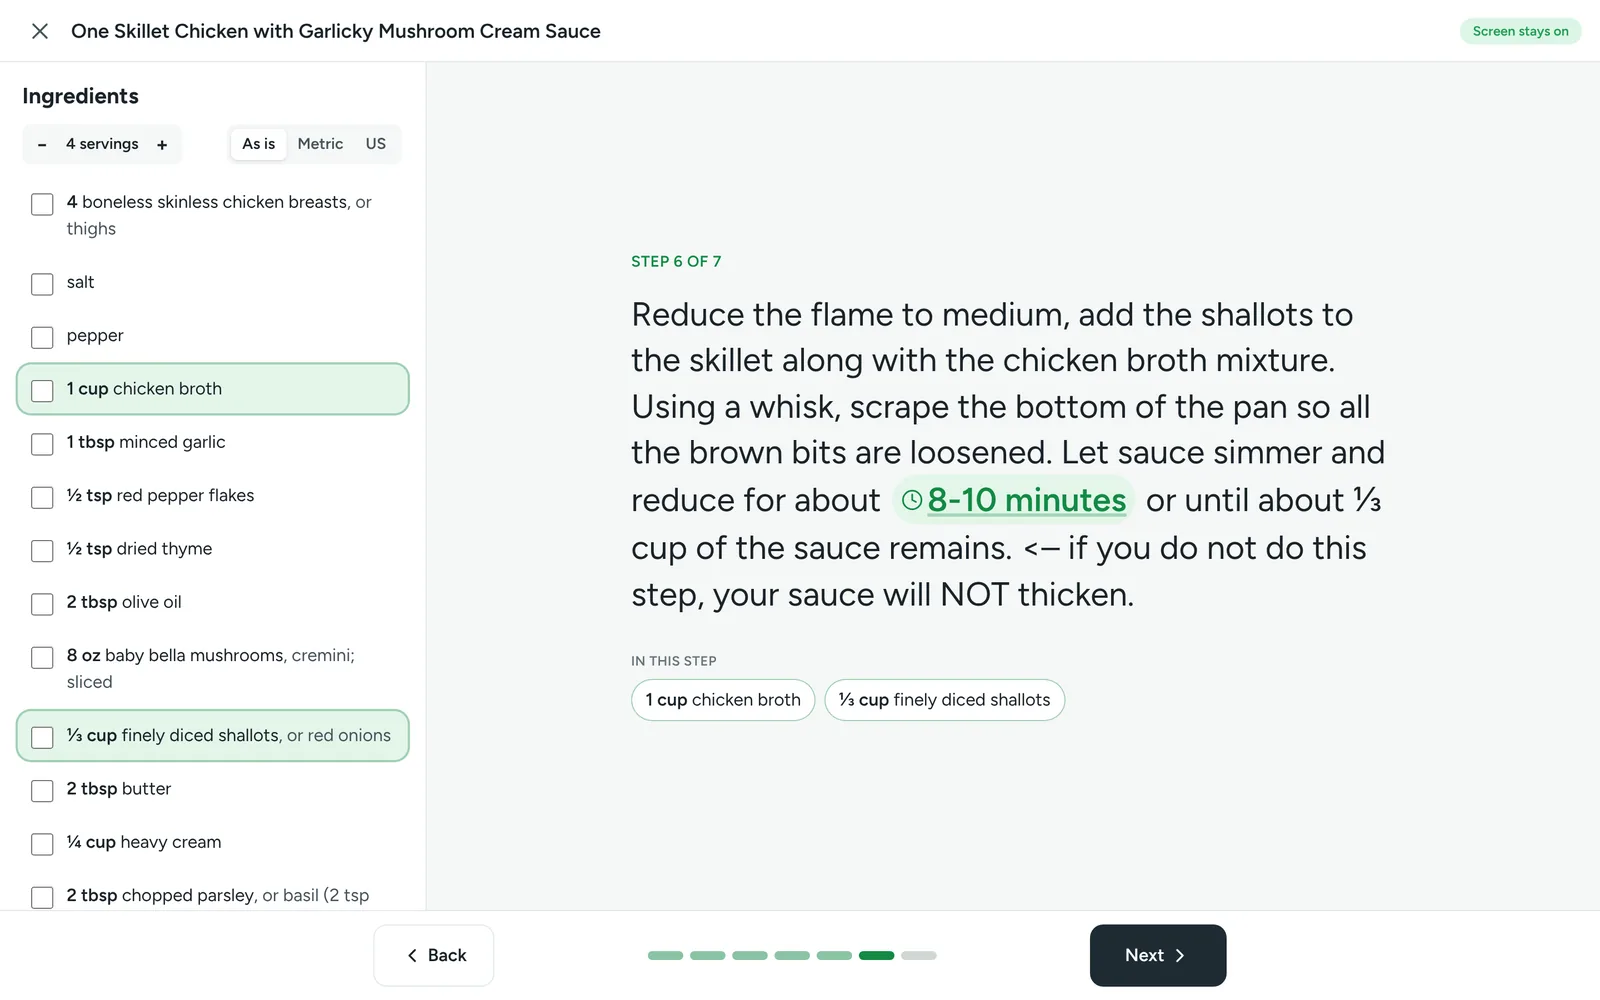 One Skillet Chicken with Garlicky Mushroom Cream Sauce
Screen stays on
Ingredients
– 4 servings +
As is Metric US
4 boneless skinless chicken breasts, or
thighs
salt
pepper
1 cup chicken broth
1 tbsp minced garlic
½ tsp red pepper flakes
½ tsp dried thyme
2 tbsp olive oil
8 oz baby bella mushrooms, cremini;
sliced
⅓ cup finely diced shallots, or red onions
2 tbsp butter
¼ cup heavy cream
2 tbsp chopped parsley, or basil (2 tsp
STEP 6 OF 7
Reduce the flame to medium, add the shallots to
the skillet along with the chicken broth mixture.
Using a whisk, scrape the bottom of the pan so all
the brown bits are loosened. Let sauce simmer and
reduce for about 8-10 minutes or until about ⅓
cup of the sauce remains. <– if you do not do this
step, your sauce will NOT thicken.
IN THIS STEP
1 cup chicken broth
⅓ cup finely diced shallots
Back
Next